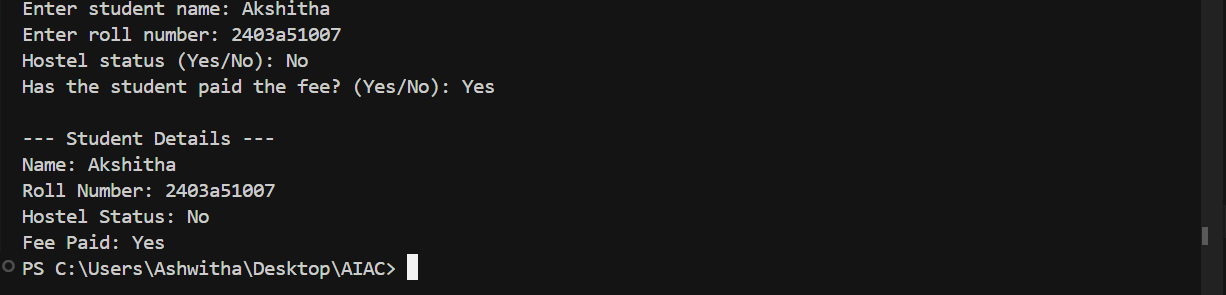 Enter student name: Akshitha
Enter roll number: 2403a51007
Hostel status (Yes/No): No
Has the student paid the fee? (Yes/No): Yes
--- Student Details ---
Name: Akshitha
Roll Number: 2403a51007
Hostel Status: No
Fee Paid: Yes
PS C:\Users\Ashwitha\Desktop\AIAC>